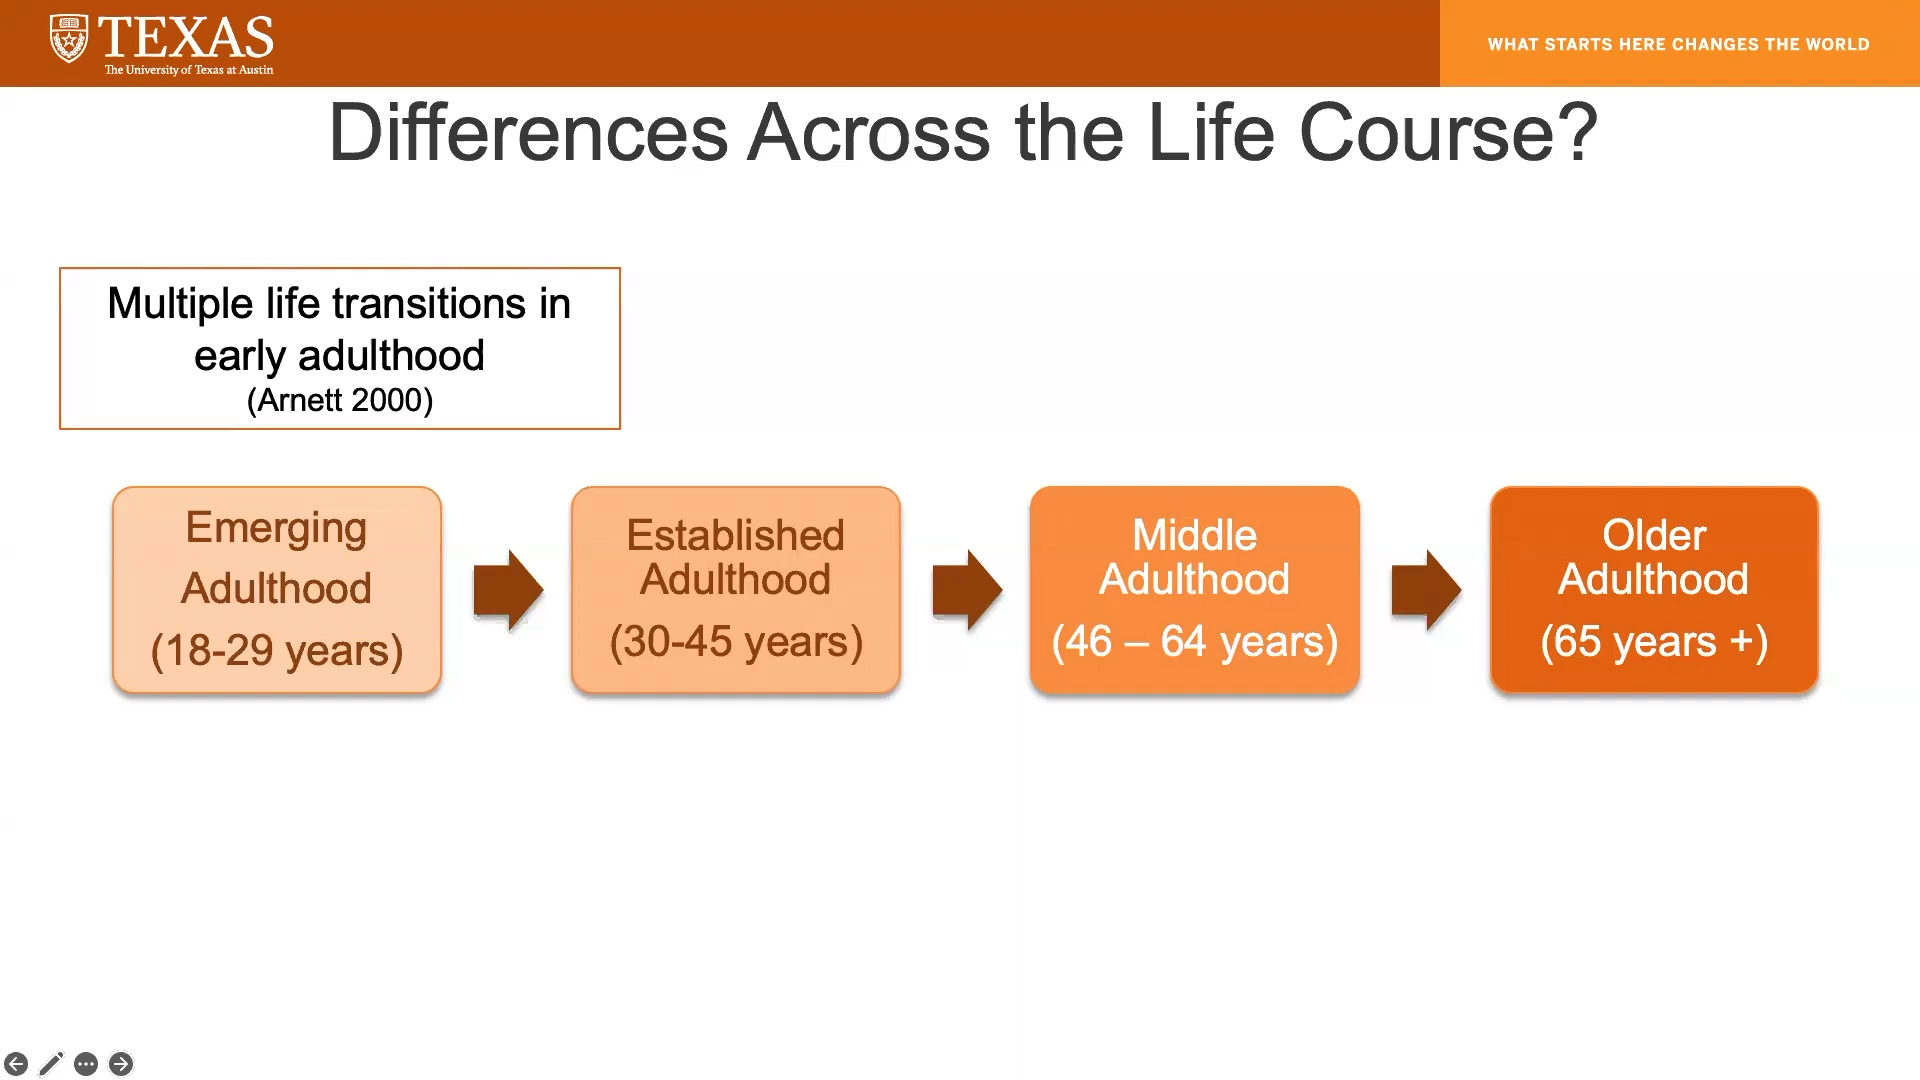 TEXAS
The University of Texas at Austin
WHAT STARTS HERE CHANGES THE WORLD
Differences Across the Life Course?
Multiple life transitions in
early adulthood
(Arnett 2000)
Emerging
Adulthood
(18-29 years)
Established
Adulthood
(30-45 years)
Middle
Adulthood
(46 – 64 years)
Older
Adulthood
(65 years +)